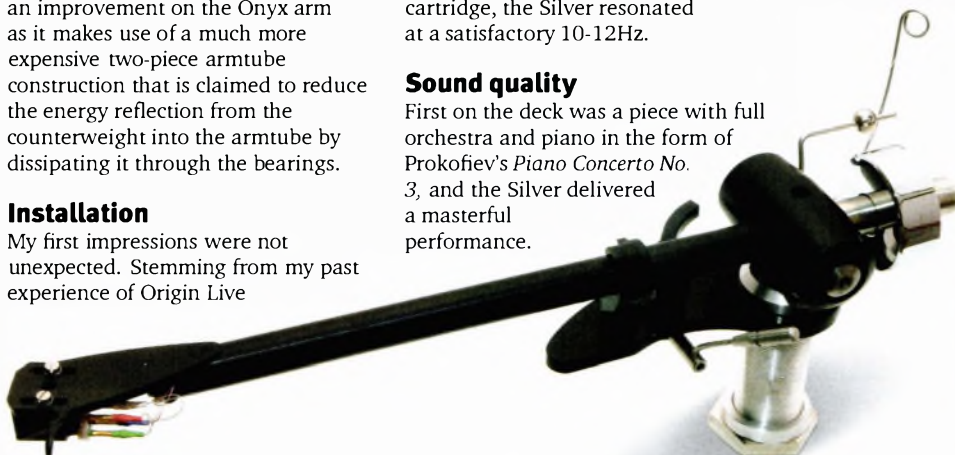 an improvement on the Onyx arm
as it makes use of a much more
expensive two-piece armtube
construction that is claimed to reduce
the energy reflection from the
counterweight into the armtube by
dissipating it through the bearings.
Installation
My first impressions were not
unexpected. Stemming from my past
experience of Origin Live
cartridge, the Silver resonated
at a satisfactory 10-12Hz.
Sound quality
First on the deck was a piece with full
orchestra and piano in the form of
Prokofiev's Piano Concerto No.
3, and the Silver delivered
a masterful
performance.